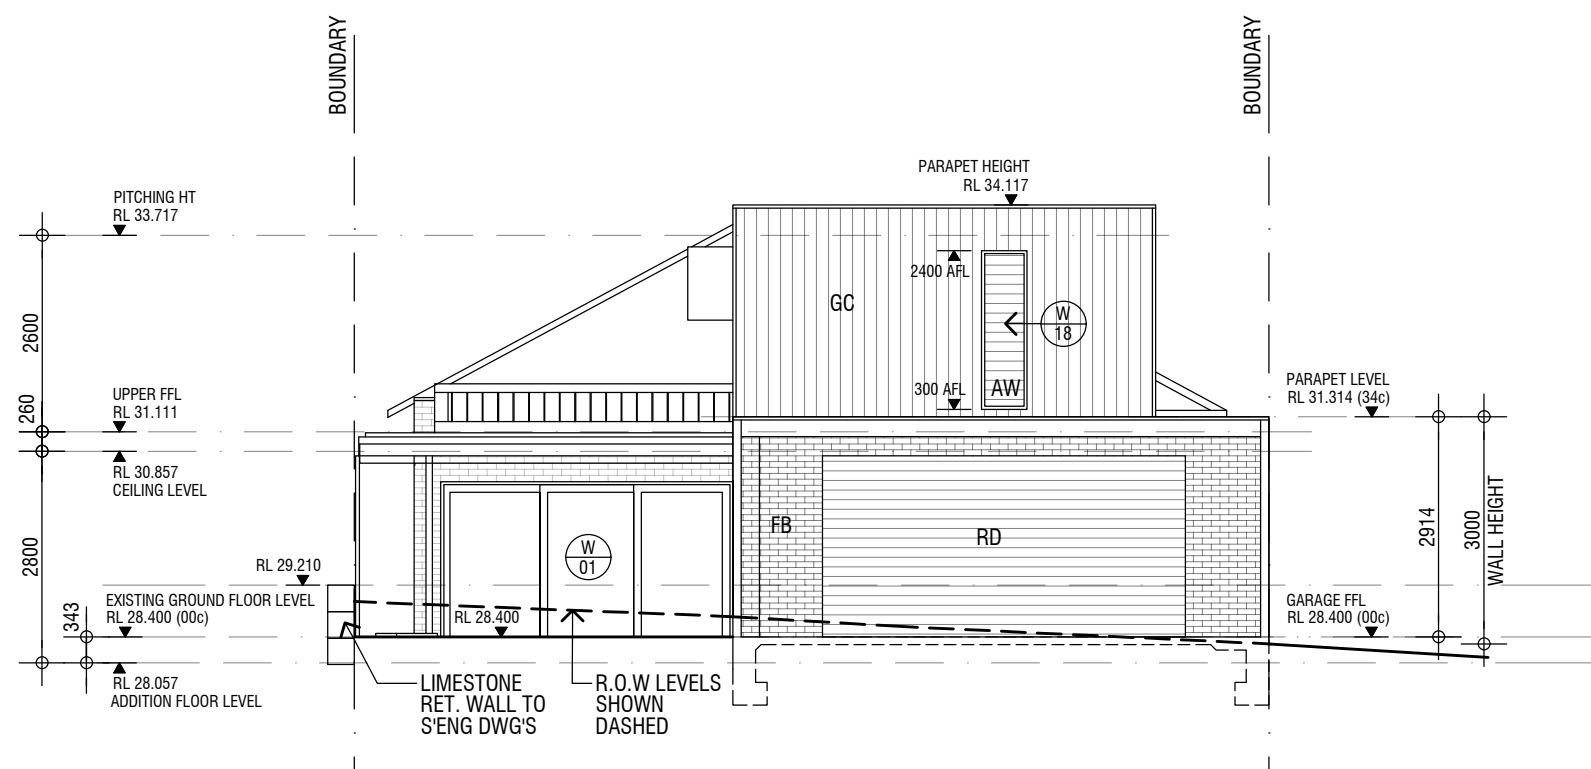 BOUNDARY
BOUNDARY
PARAPET HEIGHT
RL 34.117
PITCHING HT
RL 33.717
2400 AFL
GC
W
18
2600
300 AFL
AW
UPPER FFL
RL 31.111
PARAPET LEVEL
RL 31.314 (34c)
260
RL 30.857
CEILING LEVEL
FB
RD
2914
3000
WALL HEIGHT
2800
W
01
RL 29.210
EXISTING GROUND FLOOR LEVEL
RL 28.400 (00c)
343
RL 28.400
GARAGE FFL
RL 28.400 (00c)
RL 28.057
ADDITION FLOOR LEVEL
LIMESTONE
RET. WALL TO
S'ENG DWG'S
R.O.W LEVELS
SHOWN
DASHED